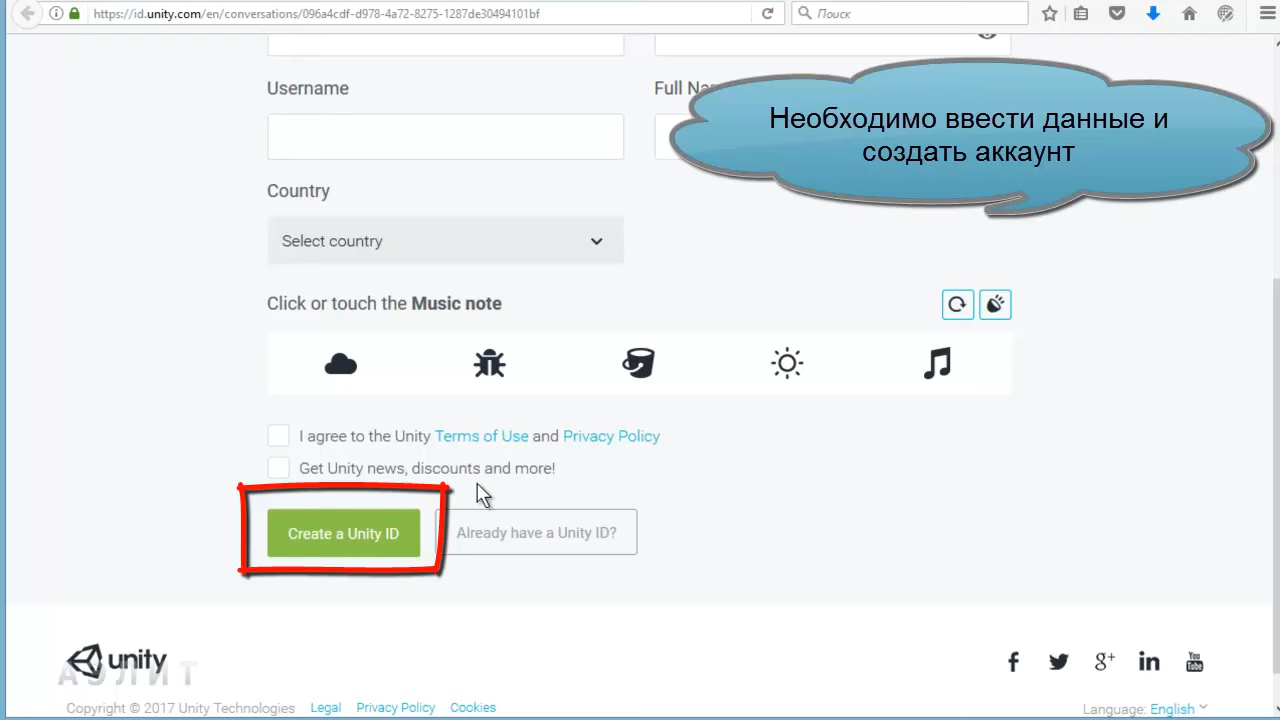 https://id.unity.com/en/conversations/096a4cdf-d978-4a72-8275-1287de30494101bf
Поиск
Username
Full Na
Необходимо ввести данные и
создать аккаунт
Country
Select country
Click or touch the Music note
I agree to the Unity Terms of Use and Privacy Policy
Get Unity news, discounts and more!
Create a Unity ID
Already have a Unity ID?
unity
АЭЛИТ
You Tube
Copyright © 2017 Unity Technologies Legal Privacy Policy Cookies
Language: English